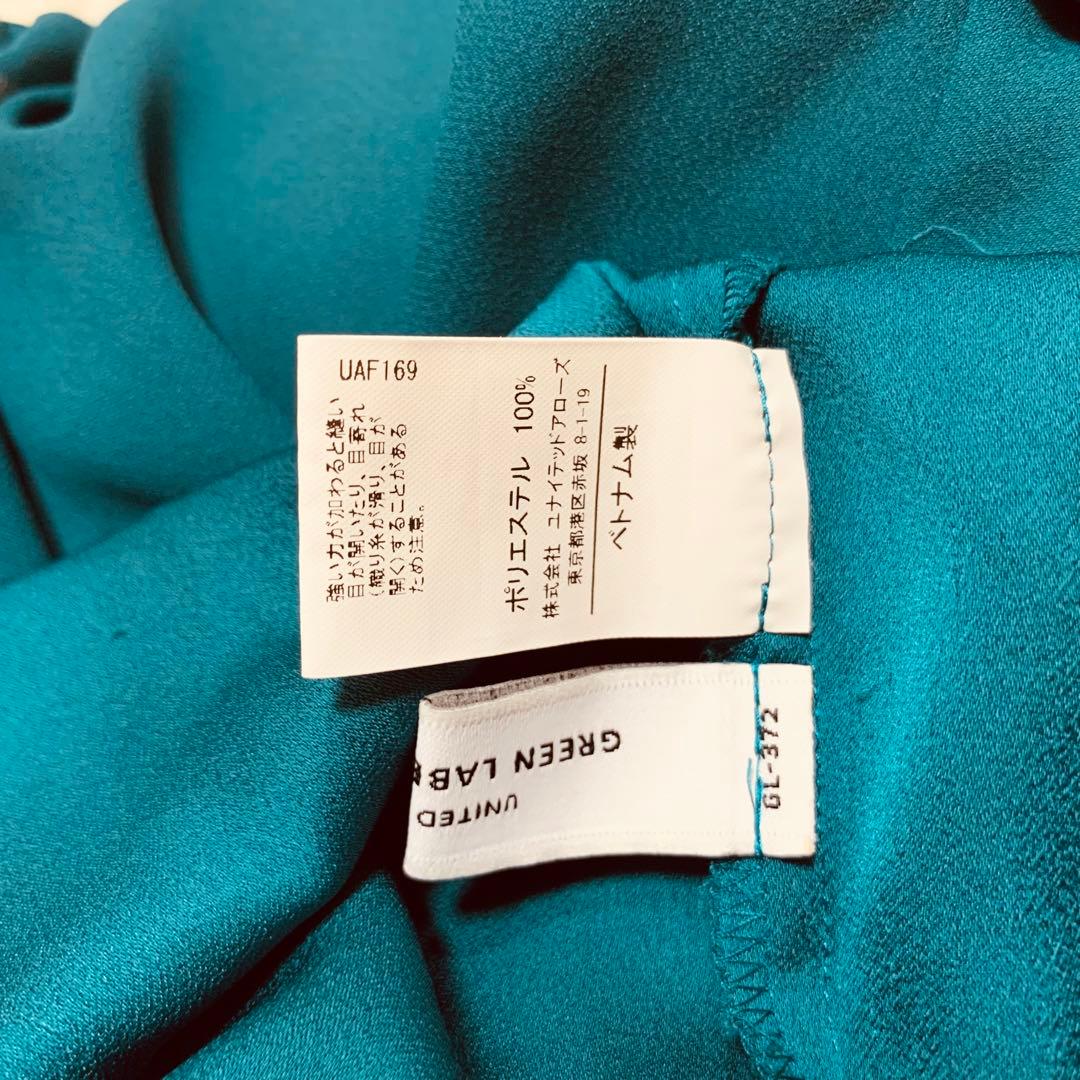 UAF169
強い力が加わると縫い
目が開いたり、目寄れ
(織り糸が滑り、目が
開く)することがある
ため注意。
ポリエステル 100%
株式会社 ユナイテッドアローズ
東京都港区赤坂 8-1-19
ベトナム製
GREEN LAB
UNITED
GL-372